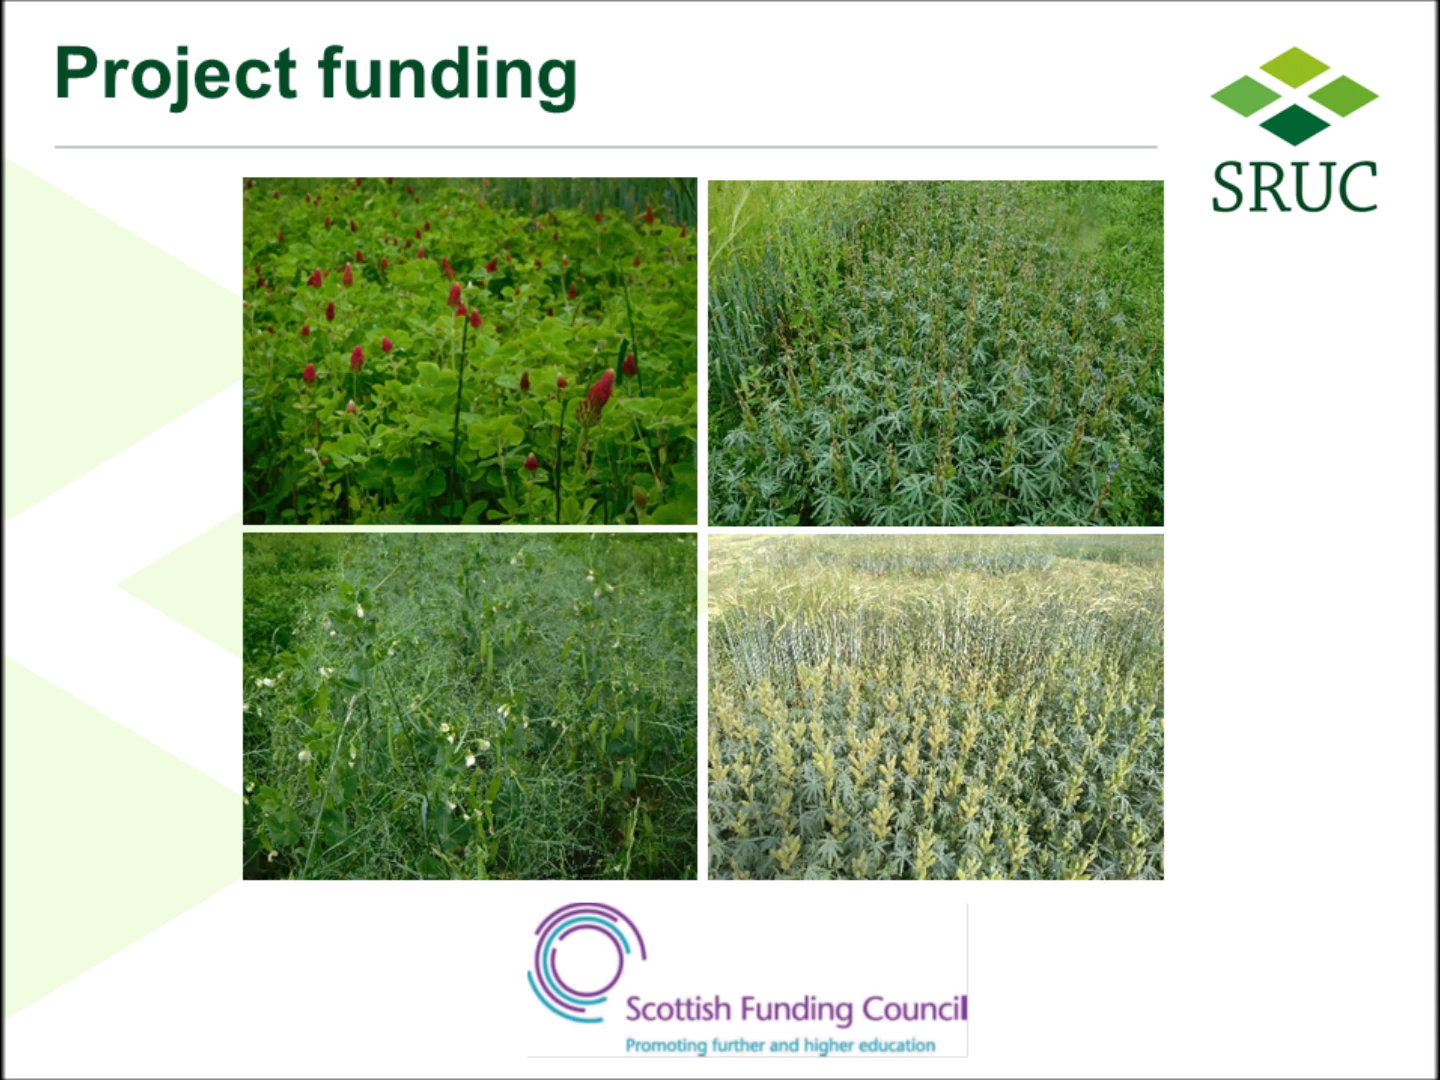 Project funding
SRUC
Scottish Funding Council
Promoting further and higher education